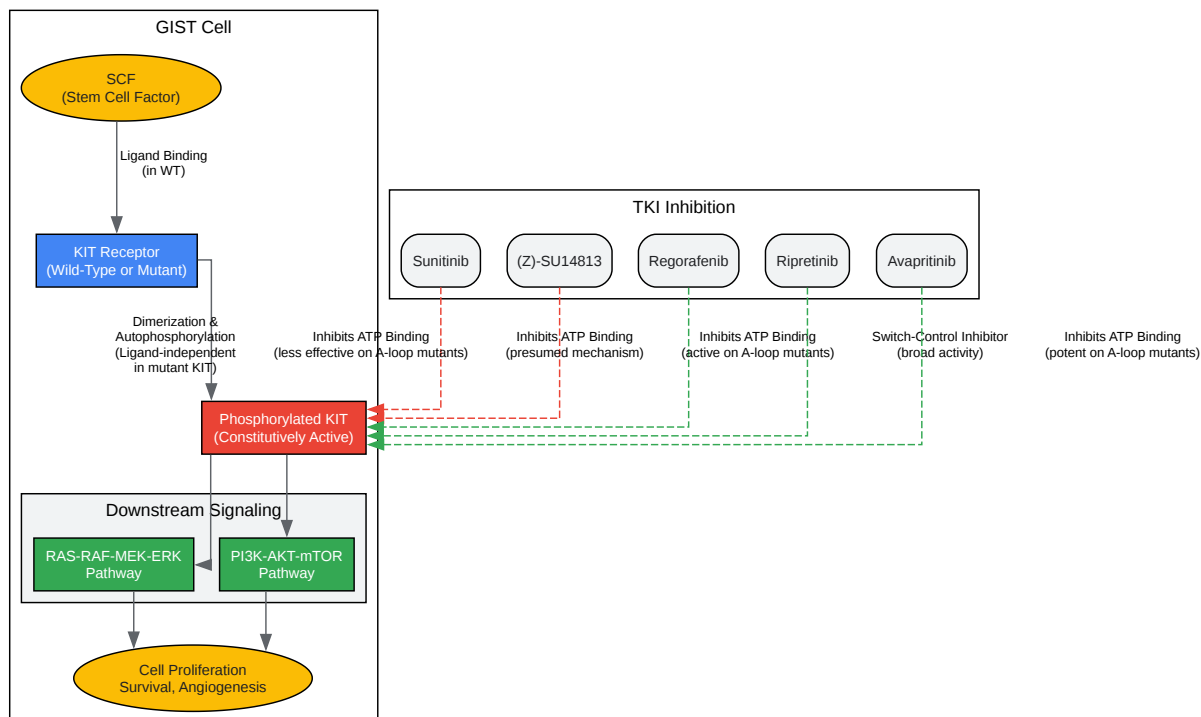 GIST Cell
SCF
(Stem Cell Factor)
Ligand Binding
(in WT)
KIT Receptor
(Wild-Type or Mutant)
Dimerization &
Autophosphorylation
(Ligand-independent
in mutant KIT)
TKI Inhibition
Sunitinib
(Z)-SU14813
Regorafenib
Ripretinib
Avapritinib
Inhibits ATP Binding
(less effective on A-loop mutants)
Inhibits ATP Binding
(presumed mechanism)
Inhibits ATP Binding
(active on A-loop mutants)
Switch-Control Inhibitor
(broad activity)
Inhibits ATP Binding
(potent on A-loop mutants)
Phosphorylated KIT
(Constitutively Active)
Downstream Signaling
RAS-RAF-MEK-ERK
Pathway
PI3K-AKT-mTOR
Pathway
Cell Proliferation
Survival, Angiogenesis